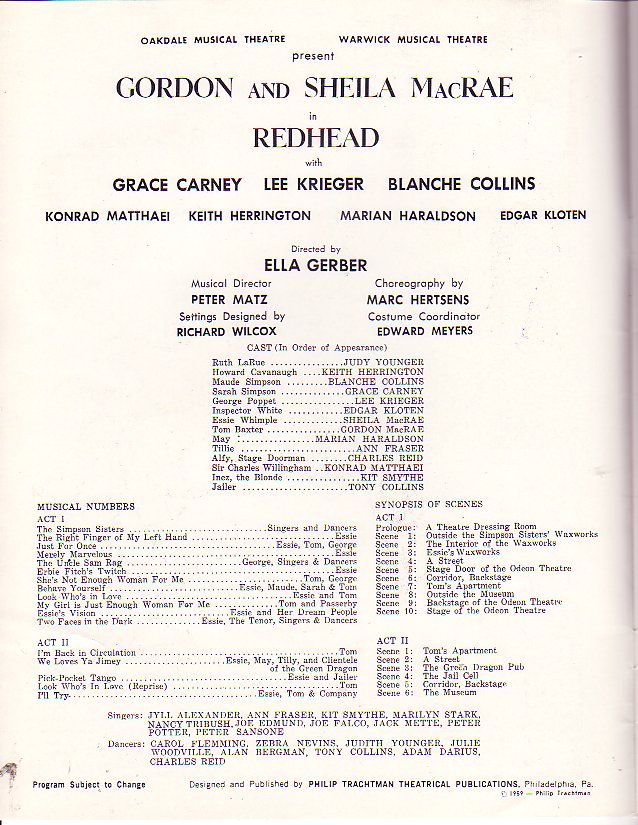 OAKDALE MUSICAL THEATRE WARWICK MUSICAL THEATRE
present
GORDON AND SHEILA MACRAE
in
REDHEAD
with
GRACE CARNEY LEE KRIEGER BLANCHE COLLINS
KONRAD MATTHAEI KEITH HERRINGTON MARIAN HARALDSON EDGAR KLOTEN
Directed by
ELLA GERBER
Musical Director
PETER MATZ
Choreography by
MARC HERTSENS
Settings Designed by
RICHARD WILCOX
Costume Coordinator
EDWARD MEYERS
CAST (In Order of Appearance)
Ruth LaRue ................JUDY YOUNGER
Howard Cavanaugh ....KEITH HERRINGTON
Maude Simpson .........BLANCHE COLLINS
Sarah Simpson ..............GRACE CARNEY
George Poppet ................LEE KRIEGER
Inspector White ............EDGAR KLOTEN
Essie Whimple .............SHEILA MacRAE
Tom Baxter ................GORDON MacRAE
May :................MARIAN HARALDSON
Tillie .........................ANN FRASER
Alfy, Stage Doorman ........CHARLES REID
Sir Charles Willingham ..KONRAD MATTHAEI
Inez, the Blonde ................KIT SMYTHE
Jailer .......................TONY COLLINS
MUSICAL NUMBERS
ACT I
The Simpson Sisters ..............................Singers and Dancers
The Right Finger of My Left Hand ...............................Essie
Just For Once ......................................Essie, Tom, George
Merely Marvelous ................................................Essie
The Uncle Sam Rag .........................George, Singers & Dancers
Erbie Fitch's Twitch .............................................Essie
She's Not Enough Woman For Me .........................Tom, George
Behave Yourself ............................Essie, Maude, Sarah & Tom
Look Who's in Love ....................................Essie and Tom
My Girl is Just Enough Woman For Me ..............Tom and Passerby
Essie's Vision ............................Essie and Her Dream People
Two Faces in the Dark ..............Essie, The Tenor, Singers & Dancers
ACT II
I'm Back in Circulation ...........................................Tom
We Loves Ya Jimey ......................Essie, May, Tilly, and Clientele
of the Green Dragon
Pick-Pocket Tango ....................................Essie and Jailer
Look Who's In Love (Reprise) ....................................Tom
I'll Try.........................................Essie, Tom & Company
SYNOPSIS OF SCENES
ACT I
Prologue: A Theatre Dressing Room
Scene 1: Outside the Simpson Sisters' Waxworks
Scene 2: The Interior of the Waxworks
Scene 3: Essie's Waxworks
Scene 4: A Street
Scene 5: Stage Door of the Odeon Theatre
Scene 6: Corridor, Backstage
Scene 7: Tom's Apartment
Scene 8: Outside the Museum
Scene 9: Backstage of the Odeon Theatre
Scene 10: Stage of the Odeon Theatre
ACT II
Scene 1: Tom's Apartment
Scene 2: A Street
Scene 3: The Green Dragon Pub
Scene 4: The Jail Cell
Scene 5: Corridor, Backstage
Scene 6: The Museum
Singers: JYLL ALEXANDER, ANN FRASER, KIT SMYTHE, MARILYN STARK,
NANCY TRIBUSH, JOE EDMUND, JOE FALCO, JACK METTE, PETER
POTTER, PETER SANSONE
Dancers: CAROL FLEMMING, ZEBRA NEVINS, JUDITH YOUNGER, JULIE
WOODVILLE, ALAN BERGMAN, TONY COLLINS, ADAM DARIUS,
CHARLES REID
Program Subject to Change Designed and Published by PHILIP TRACHTMAN THEATRICAL PUBLICATIONS, Philadelphia, Pa.
© 1959 — Philip Trachtman